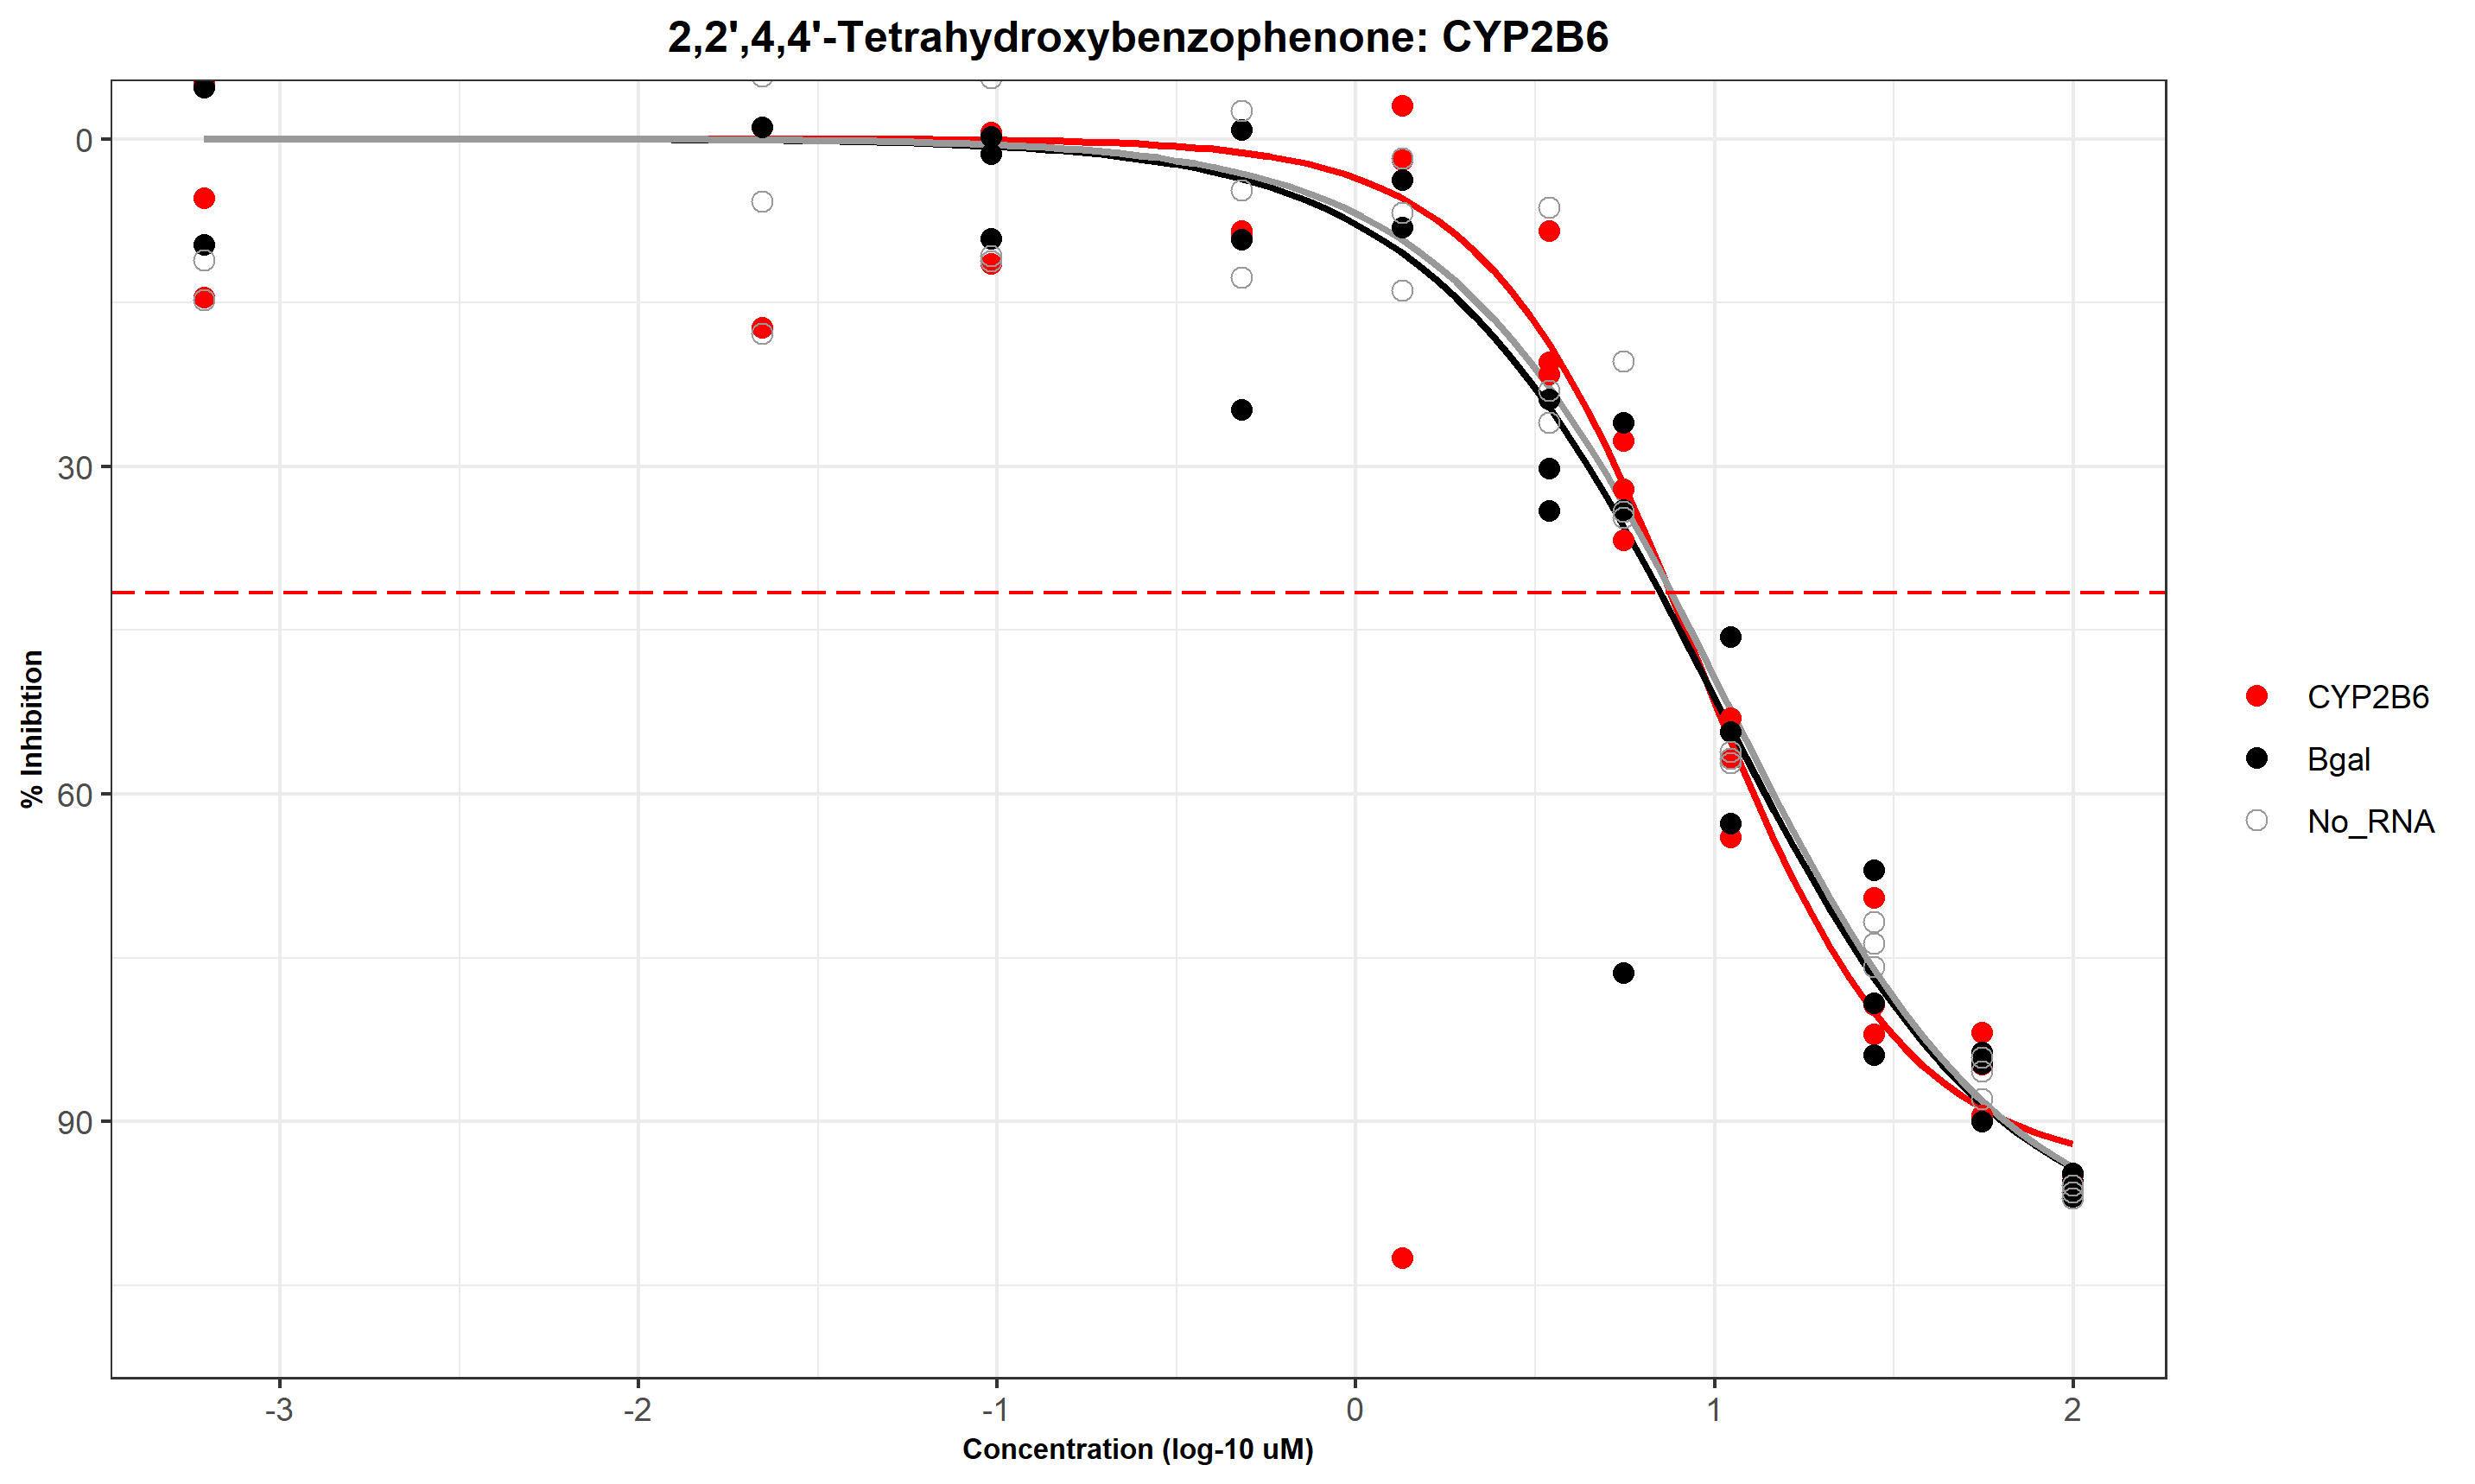 2,2',4,4'-Tetrahydroxybenzophenone: CYP2B6
% Inhibition
0
30
60
90
-3
-2
-1
0
1
2
Concentration (log-10 uM)
CYP2B6
Bgal
No_RNA